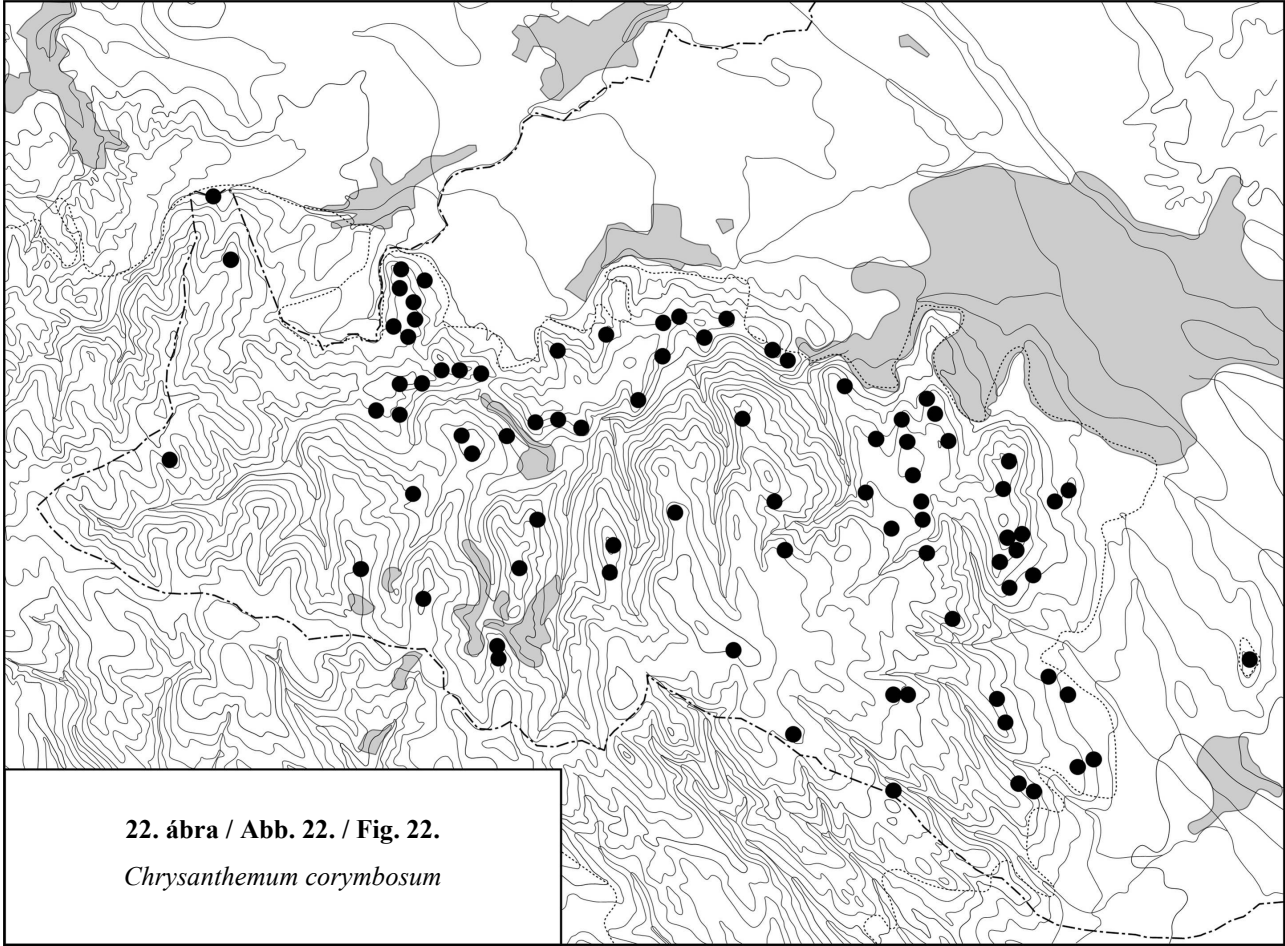 22. ábra / Abb. 22. / Fig. 22.
Chrysanthemum corymbosum